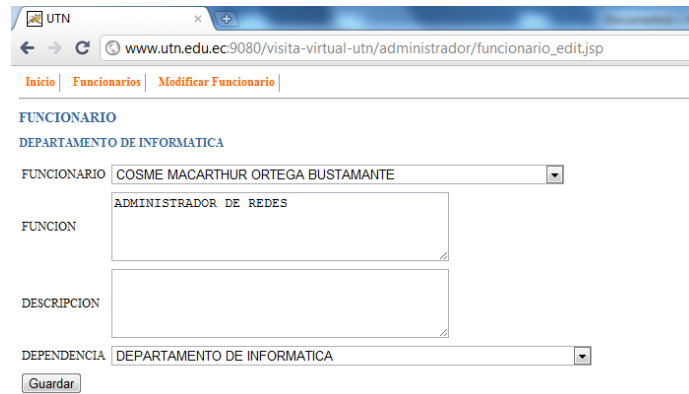 UTN
www.utn.edu.ec:9080/visita-virtual-utn/administrador/funcionario_edit.jsp
Inicio Funcionarios Modificar Funcionario
FUNCIONARIO
DEPARTAMENTO DE INFORMATICA
FUNCIONARIO COSME MACARTHUR ORTEGA BUSTAMANTE
ADMINISTRADOR DE REDES
FUNCION
DESCRIPCION
DEPENDENCIA DEPARTAMENTO DE INFORMATICA
Guardar